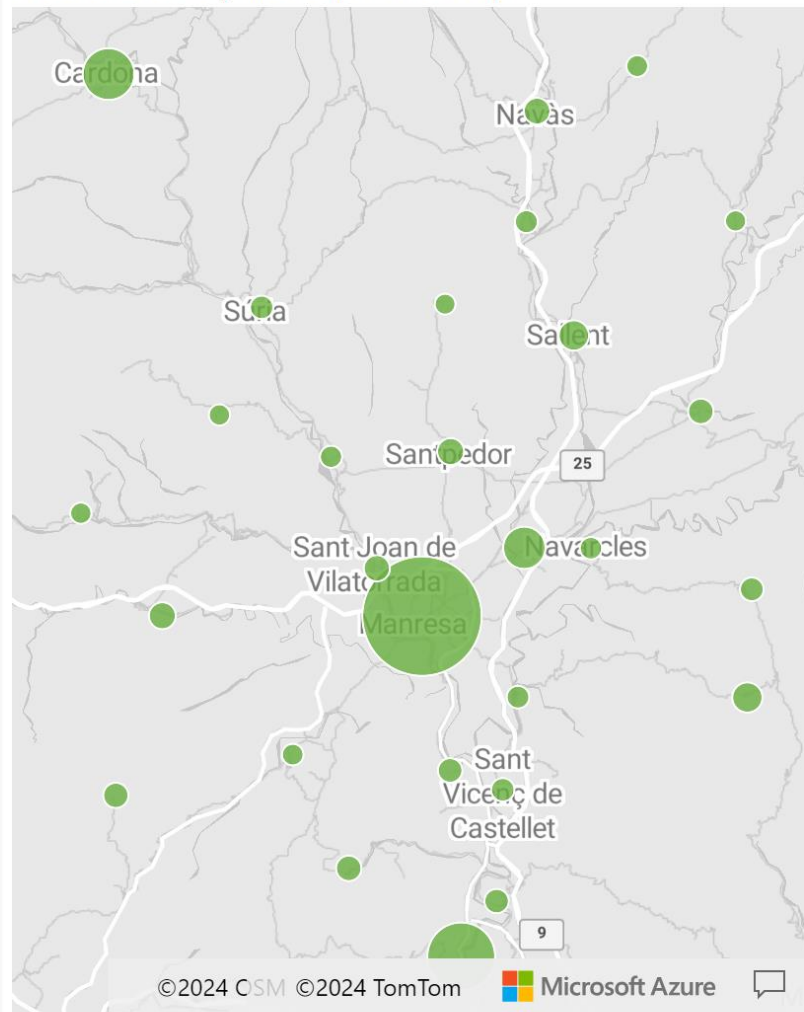 Cardona
Navàs
Súria
Sallent
Santpedor
25
Sant Joan de
Vilatorrada
Navarcles
Manresa
Sant
Vicenç de
Castellet
9
©2024 OSM ©2024 TomTom
Microsoft Azure